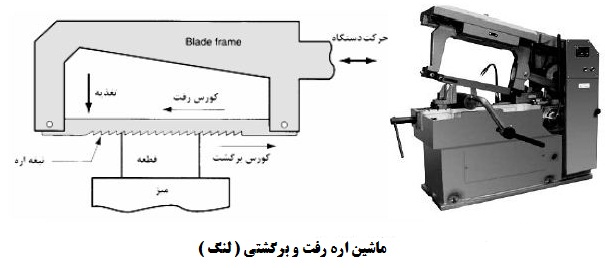 Blade frame
حرکت دستگاه
تغذیه
کورس رفت
تیغه اره
قطعه
کورس برگشت
میز
ماشین اره رفت و برگشتی ( لنگ )